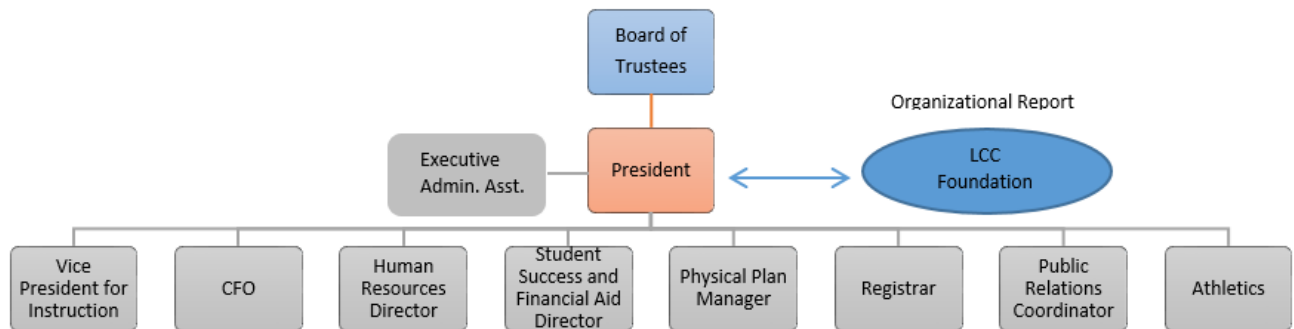 Board of
Trustees
Organizational Report
Executive
Admin. Asst.
President
LCC
Foundation
Vice
President for
Instruction
CFO
Human
Resources
Director
Student
Success and
Financial Aid
Director
Physical Plan
Manager
Registrar
Public
Relations
Coordinator
Athletics